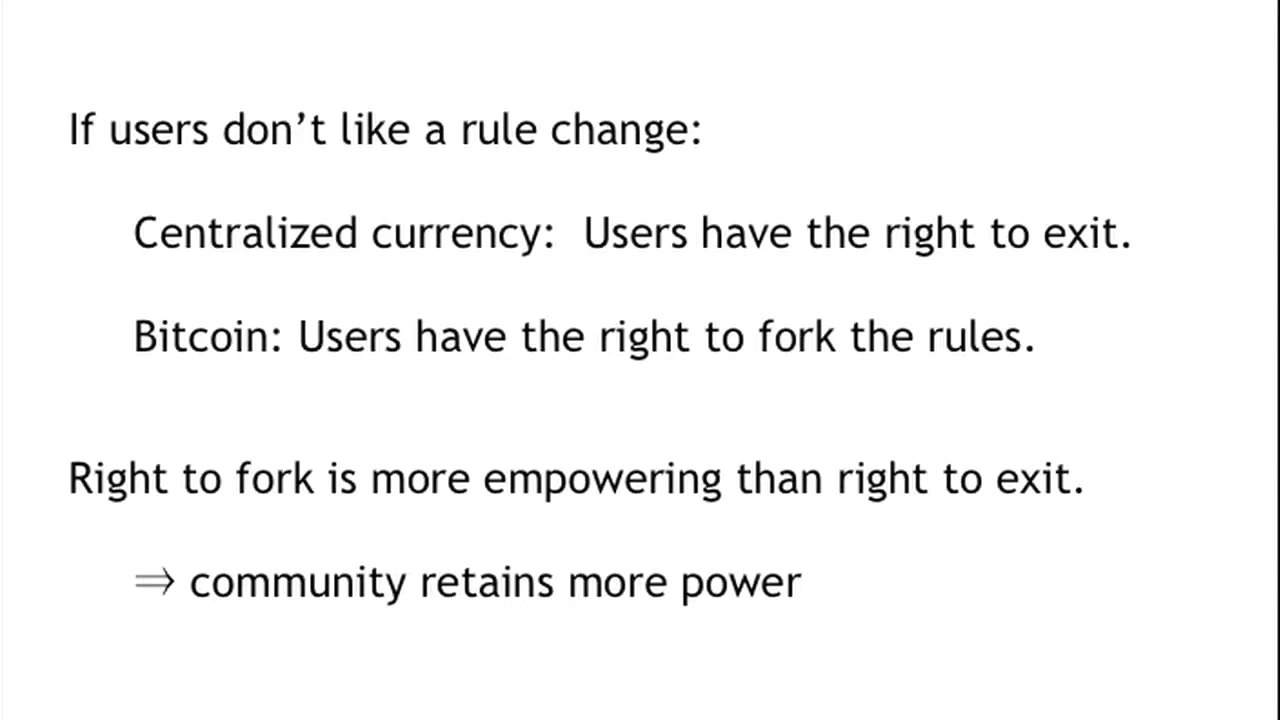 If users don’t like a rule change:
Centralized currency:  Users have the right to exit.
Bitcoin: Users have the right to fork the rules.
Right to fork is more empowering than right to exit.
⇒ community retains more power